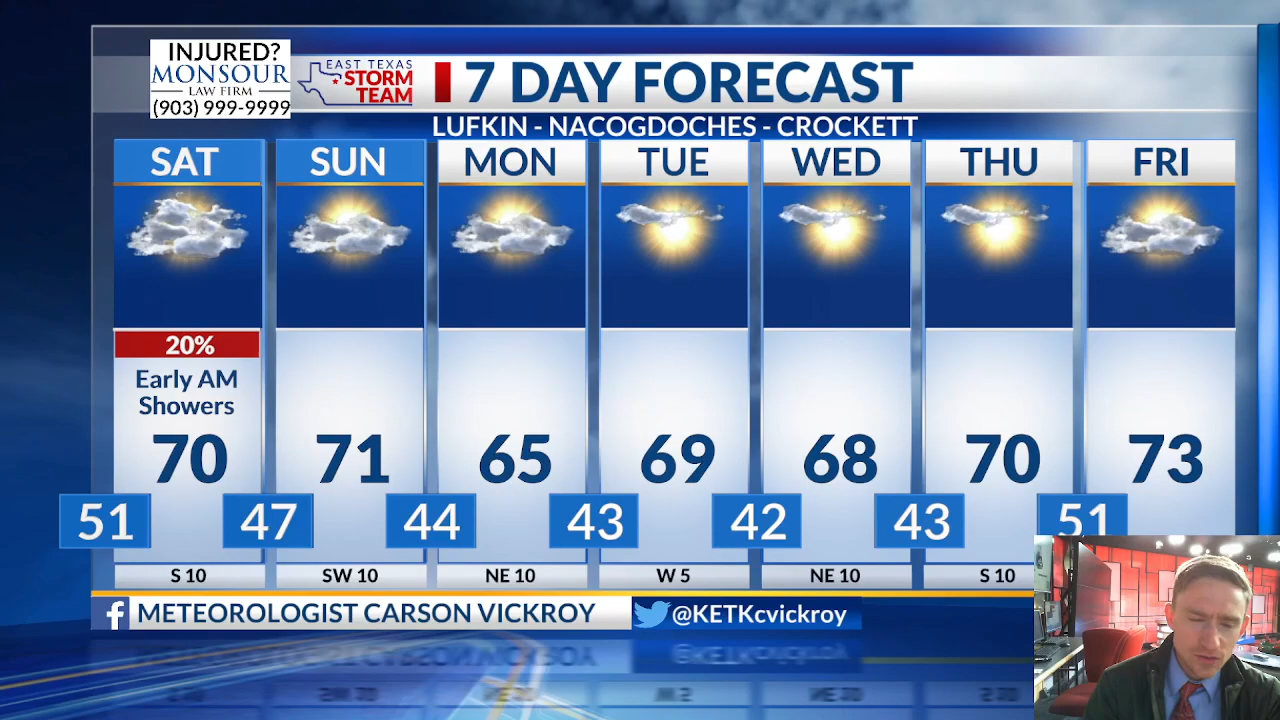 INJURED?
MONSOUR
LAW FIRM
(903) 999-9999
EAST TEXAS
STORM
TEAM
7 DAY FORECAST
LUFKIN - NACOGDOCHES - CROCKETT
SAT SUN MON TUE WED THU FRI
20%
Early AM
Showers
70 71 65 69 68 70 73
51 47 44 43 42 43 51
S 10 SW 10 NE 10 W 5 NE 10 S 10
METEOROLOGIST CARSON VICKROY @KETKcvickroy